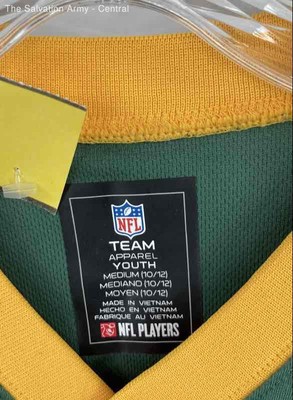 The Salvation Army - Central
NFL
TEAM
APPAREL
YOUTH
MEDIUM (10/12)
MEDIANO (10/12)
MOYEN (10/12)
MADE IN VIETNAM
HECHO EN VIETNAM
FABRIQUE AU VIETNAM
NFL PLAYERS